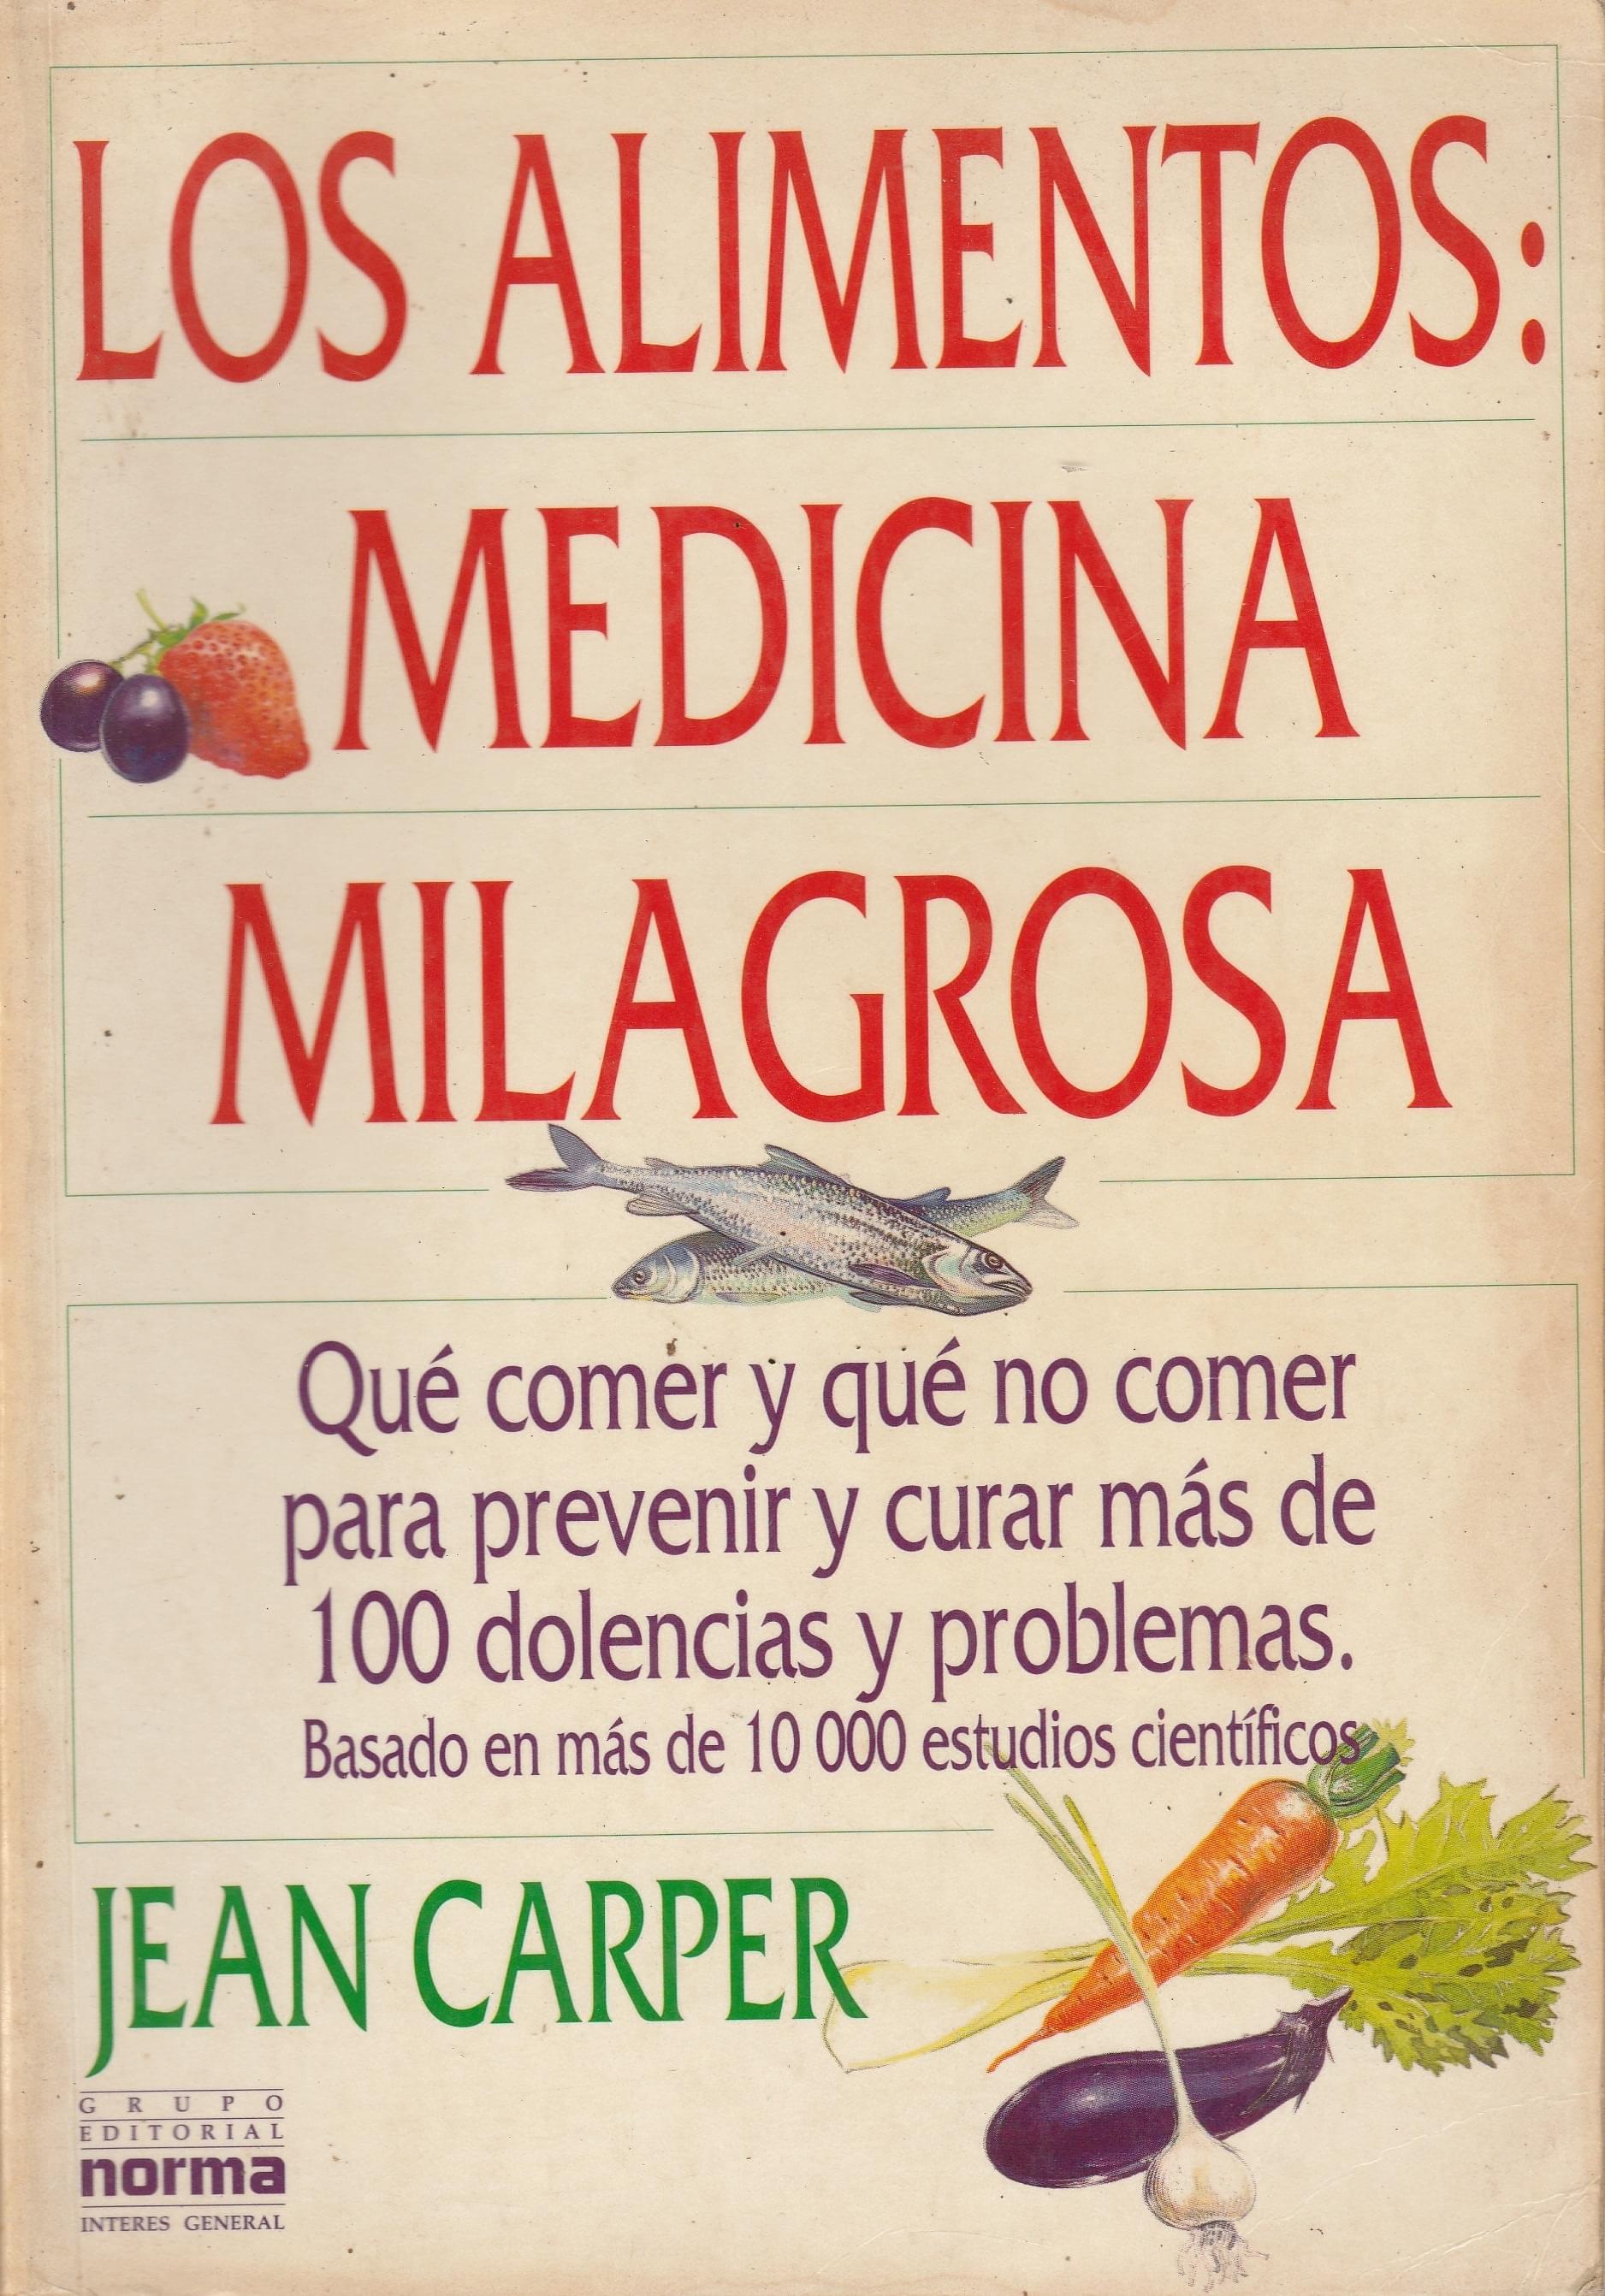 LOS ALIMENTOS:
MEDICINA
MILAGROSA
Qué comer y qué no comer
para prevenir y curar más de
100 dolencias y problemas.
Basado en más de 10 000 estudios científicos
JEAN CARPER
GRUPO
EDITORIAL
norma
INTERES GENERAL